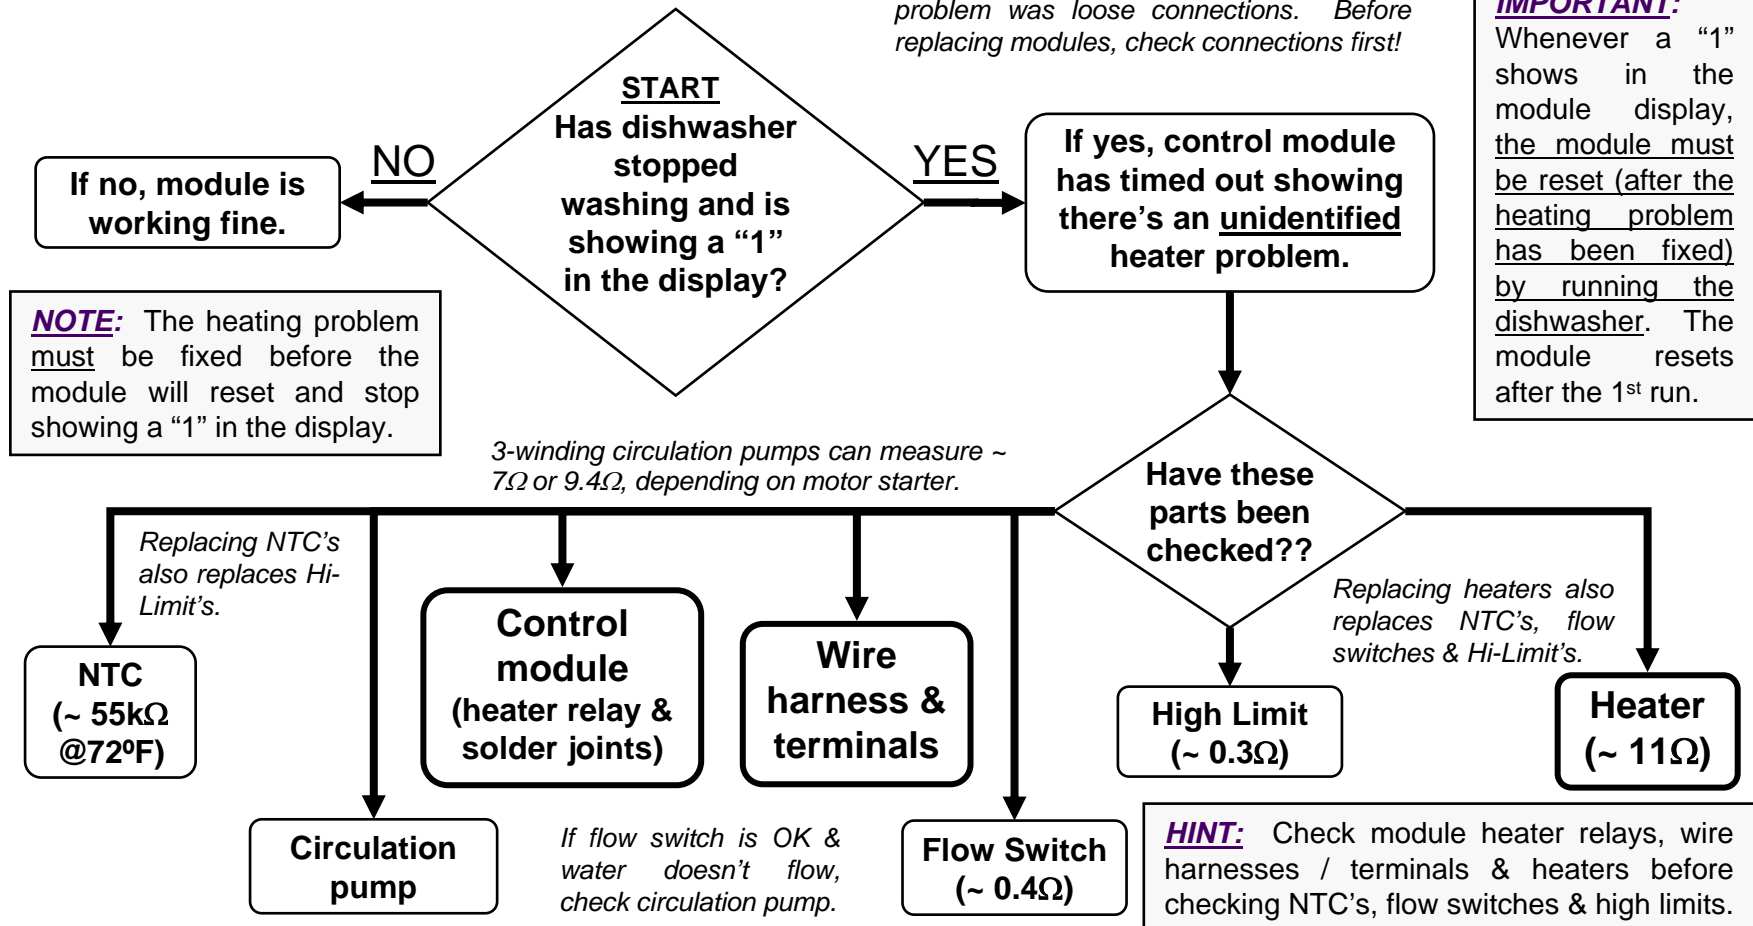 problem was loose connections. Before
replacing modules, check connections first!
IMPORTANT:
Whenever a “1”
shows in the
module display,
the module must
be reset (after the
heating problem
has been fixed)
by running the
dishwasher. The
module resets
after the 1st run.
START
Has dishwasher
stopped
washing and is
showing a “1”
in the display?
NO
YES
If no, module is
working fine.
If yes, control module
has timed out showing
there’s an unidentified
heater problem.
NOTE: The heating problem
must be fixed before the
module will reset and stop
showing a “1” in the display.
3-winding circulation pumps can measure ~
7Ω or 9.4Ω, depending on motor starter.
Have these
parts been
checked??
Replacing NTC’s
also replaces Hi-
Limit’s.
Replacing heaters also
replaces NTC’s, flow
switches & Hi-Limit’s.
NTC
(~ 55kΩ
@72ºF)
Control
module
(heater relay &
solder joints)
Wire
harness &
terminals
High Limit
(~ 0.3Ω)
Heater
(~ 11Ω)
Circulation
pump
If flow switch is OK &
water doesn’t flow,
check circulation pump.
Flow Switch
(~ 0.4Ω)
HINT: Check module heater relays, wire
harnesses / terminals & heaters before
checking NTC’s, flow switches & high limits.